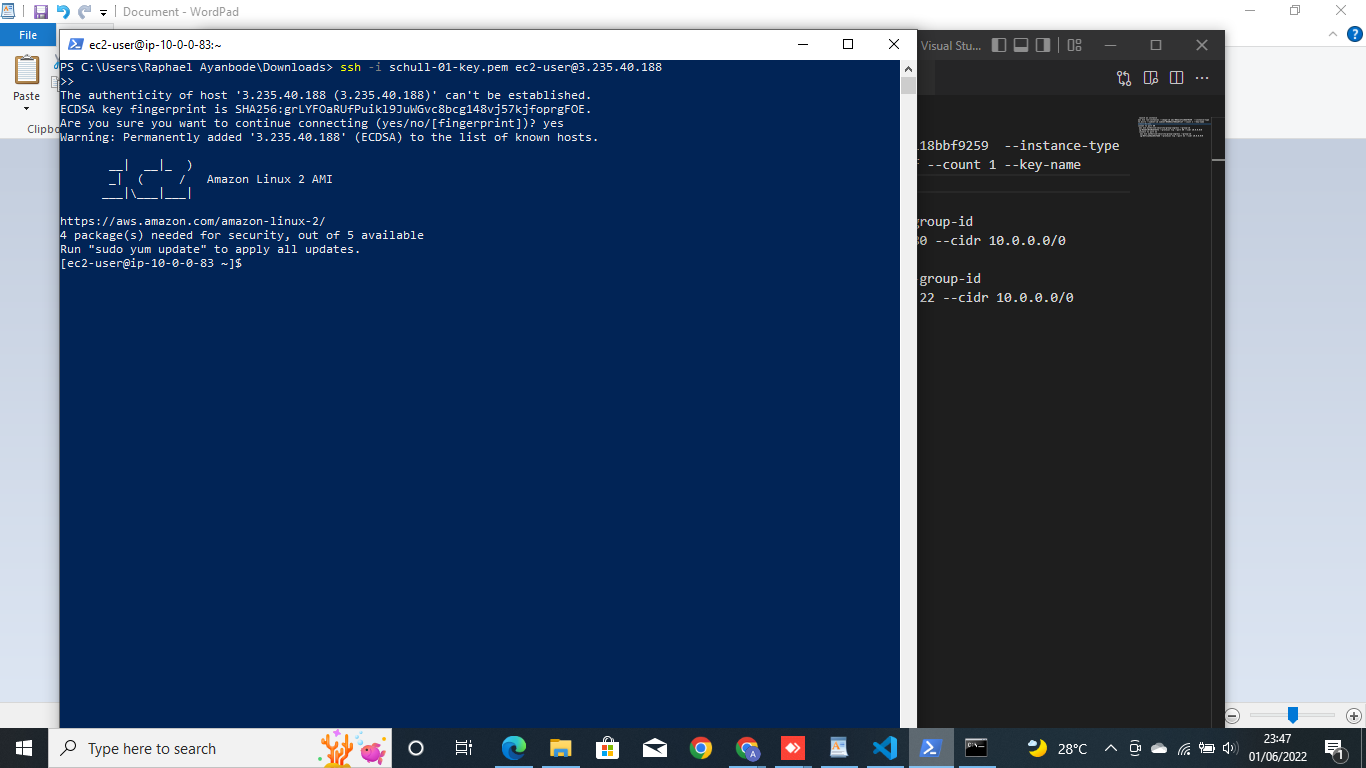 Document - WordPad
File
Paste
Clipbo
ec2-user@ip-10-0-0-83:~
PS C:\Users\Raphael Ayanbode\Downloads> ssh -i schull-01-key.pem ec2-user@3.235.40.188
>>
The authenticity of host '3.235.40.188 (3.235.40.188)' can't be established.
ECDSA key fingerprint is SHA256:grLYFOaRUfPuikl9JuWGvc8bcg148vj57kjfoprgFOE.
Are you sure you want to continue connecting (yes/no/[fingerprint])? yes
Warning: Permanently added '3.235.40.188' (ECDSA) to the list of known hosts.
       __|  __|_  )
       _|  (     /   Amazon Linux 2 AMI
      ___|\___|___|
https://aws.amazon.com/amazon-linux-2/
4 package(s) needed for security, out of 5 available
Run "sudo yum update" to apply all updates.
[ec2-user@ip-10-0-0-83 ~]$
Visual Stu...
18bbf9259  --instance-type
f --count 1 --key-name
group-id
80 --cidr 10.0.0.0/0
-group-id
22 --cidr 10.0.0.0/0
Type here to search
28°C
23:47
01/06/2022
1